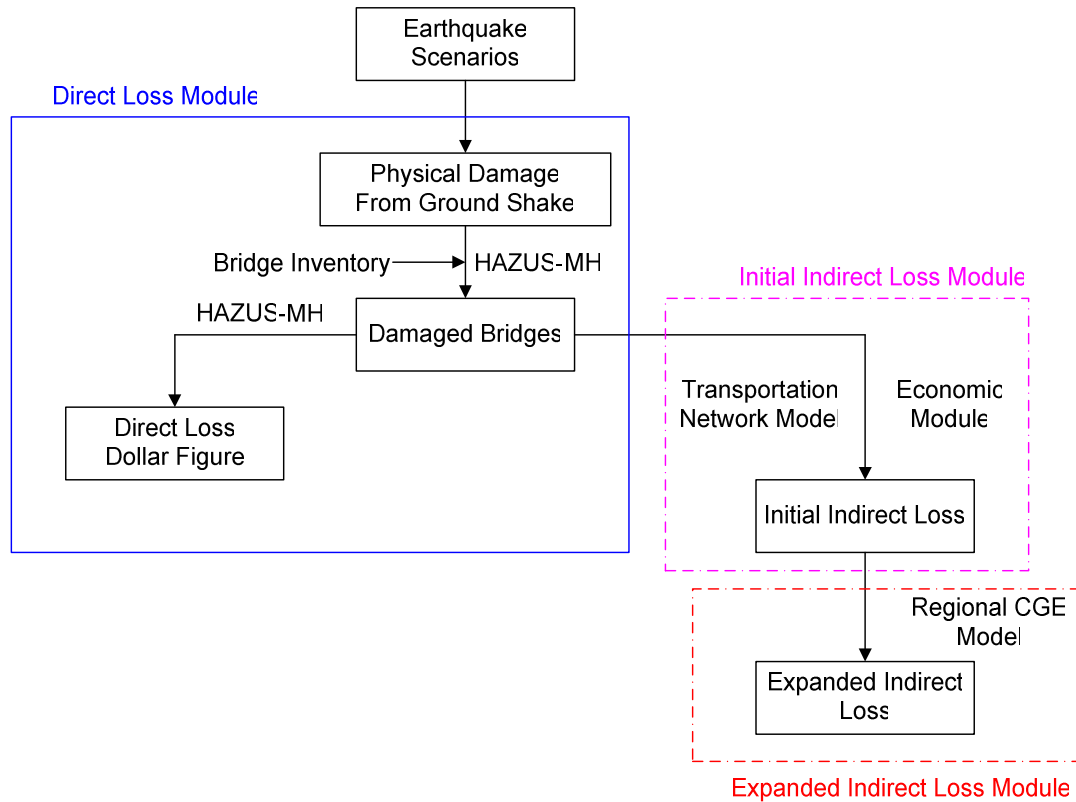 Earthquake
Scenarios
Direct Loss Module
Physical Damage
From Ground Shake
Bridge Inventory
HAZUS-MH
Initial Indirect Loss Module
HAZUS-MH
Damaged Bridges
Transportation
Network Model
Economic
Module
Direct Loss
Dollar Figure
Initial Indirect Loss
Regional CGE
Model
Expanded Indirect
Loss
Expanded Indirect Loss Module